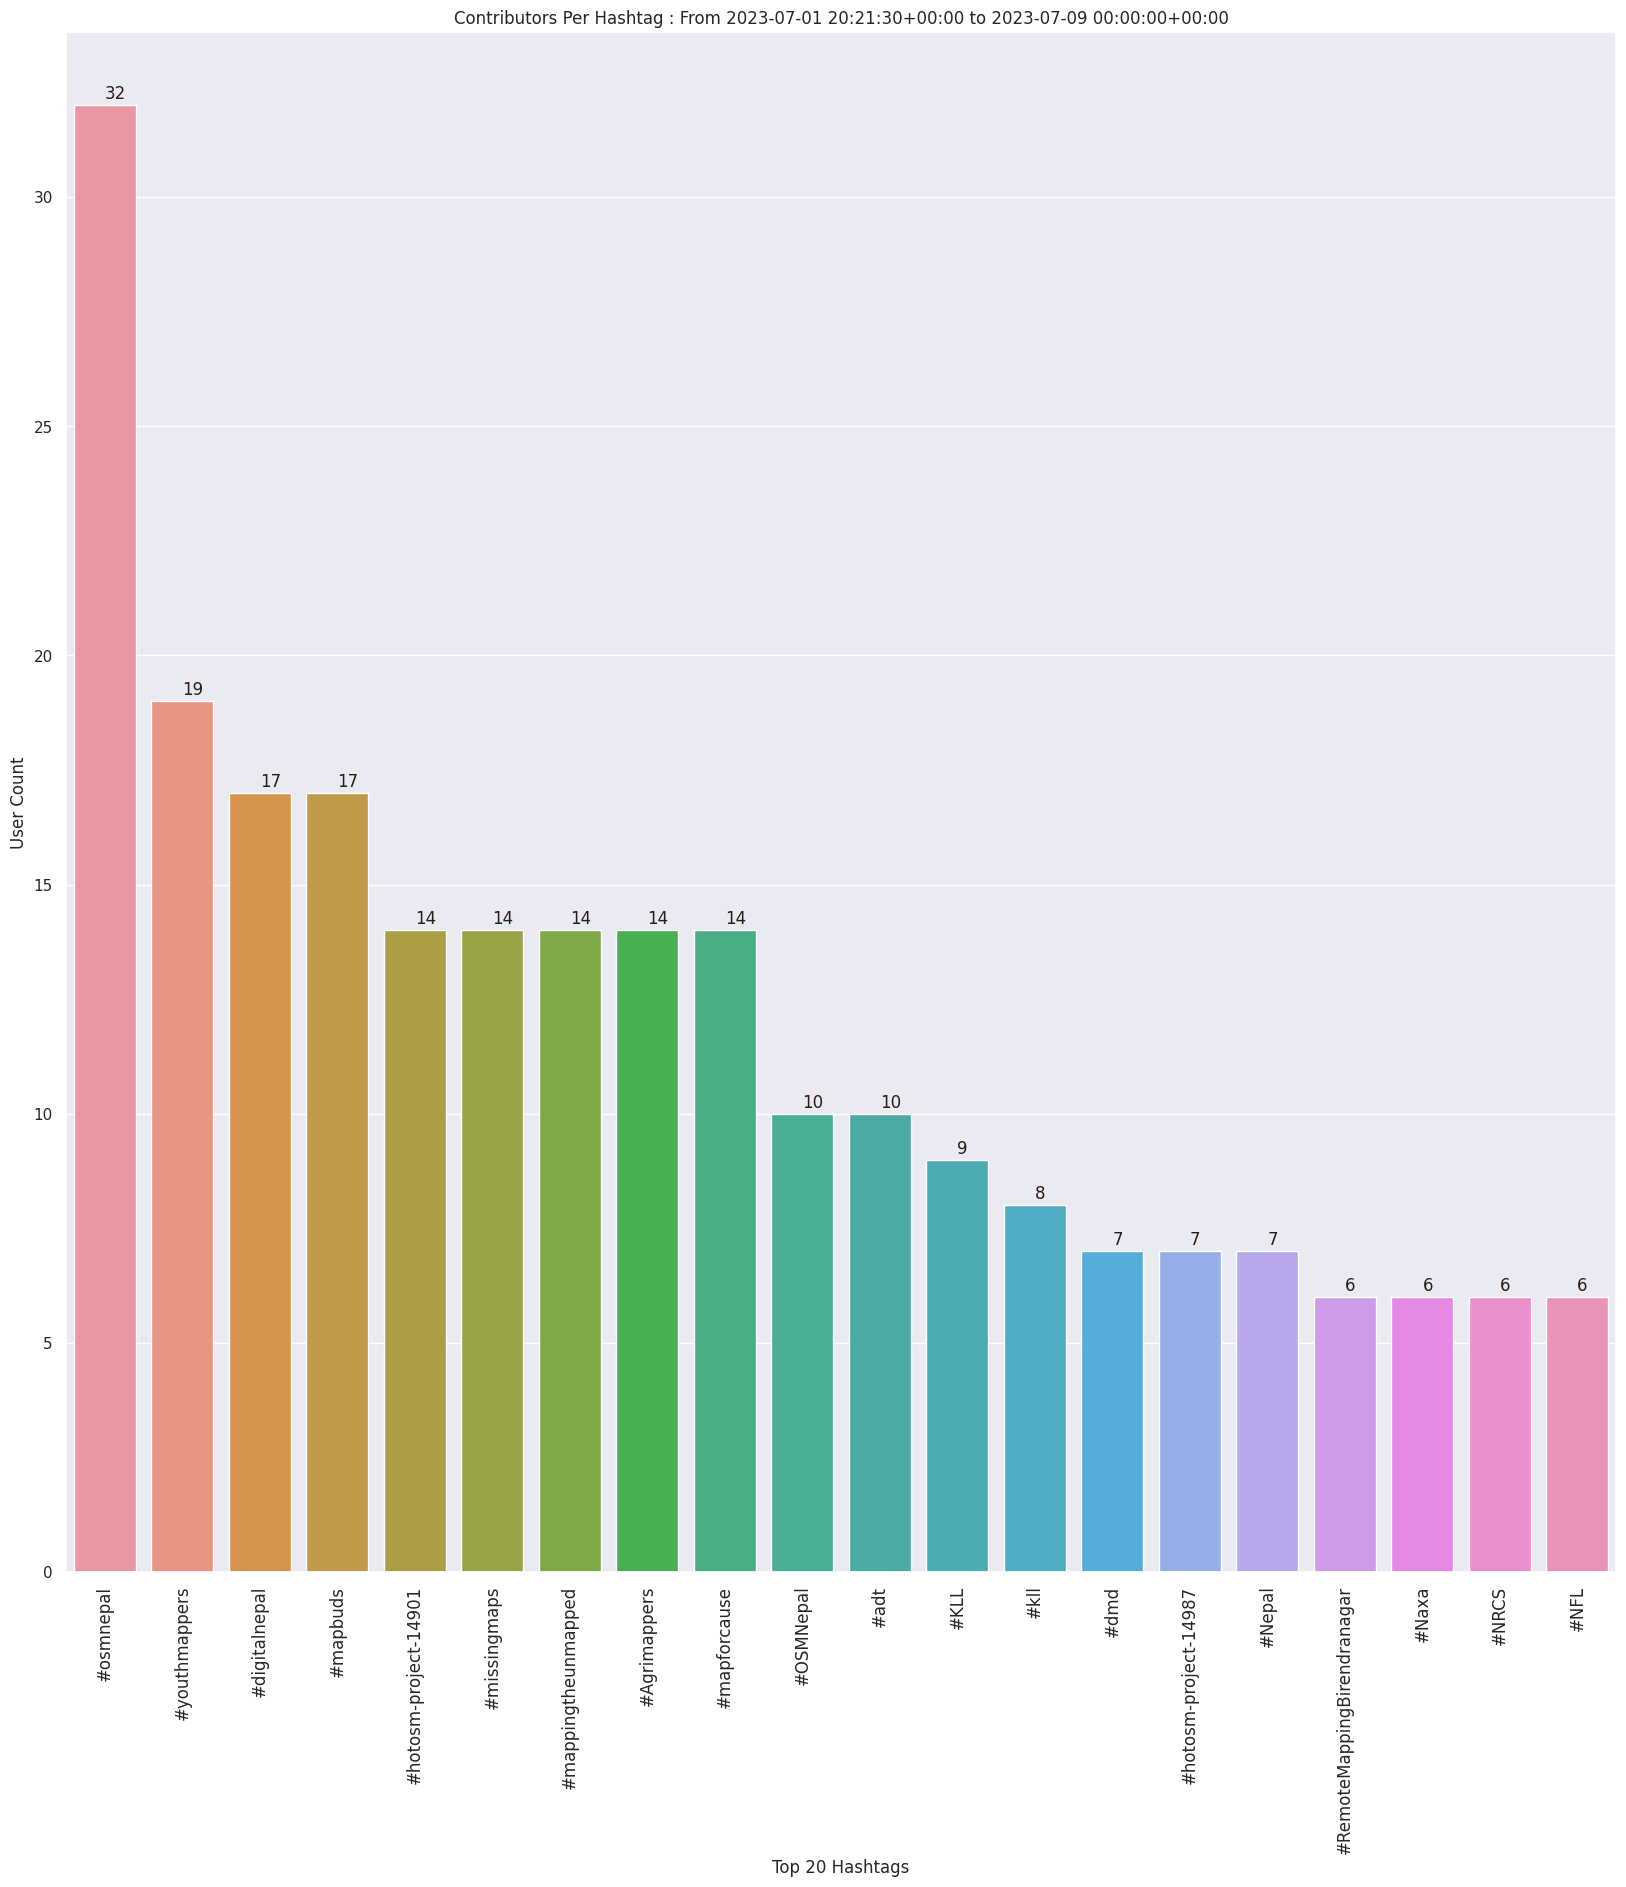 Contributors Per Hashtag : From 2023-07-01 20:21:30+00:00 to 2023-07-09 00:00:00+00:00
User Count
30
25
20
15
10
5
0
32
19
17
17
14
14
14
14
14
10
10
9
8
7
7
7
6
6
6
6
#osmnepal
#youthmappers
#digitalnepal
#mapbuds
#hotosm-project-14901
#missingmaps
#mappingtheunmapped
#Agrimappers
#mapforcause
#OSMNepal
#adt
#KLL
#kll
#dmd
#hotosm-project-14987
#Nepal
#RemoteMappingBirendranagar
#Naxa
#NRCS
#NFL
Top 20 Hashtags